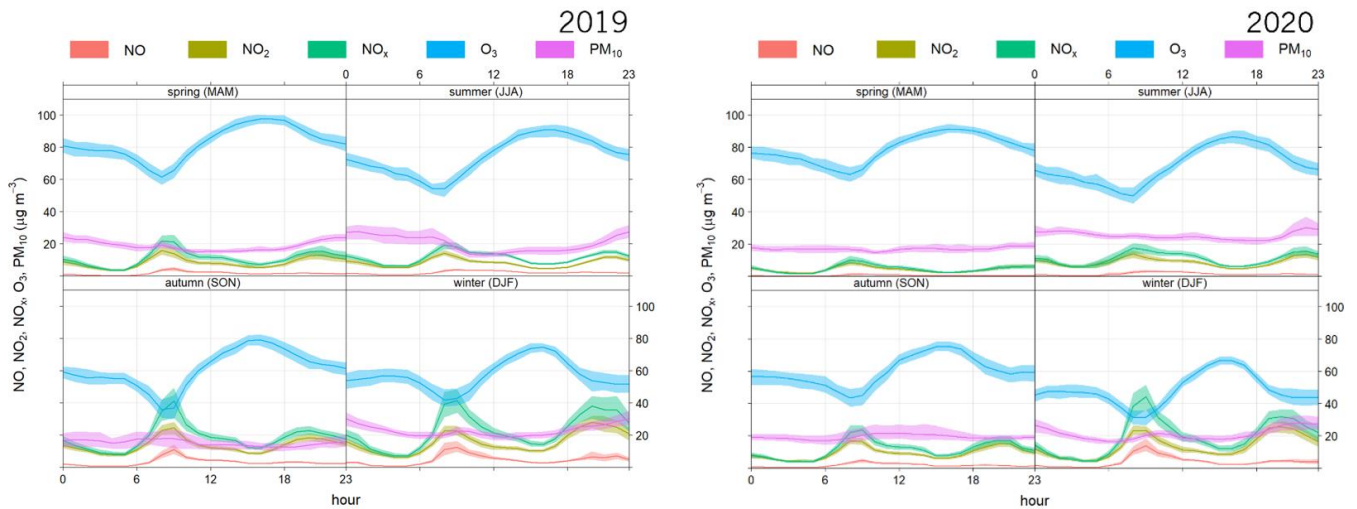 2019
NO NO2 NOx O3 PM10
0 6 12 18 23
spring (MAM) summer (JJA)
100
80
60
40
20
autumn (SON) winter (DJF)
100
80
60
40
20
0 6 12 18 23
hour
NO, NO2, NOx, O3, PM10 (µg m−3)
2020
NO NO2 NOx O3 PM10
0 6 12 18 23
spring (MAM) summer (JJA)
100
80
60
40
20
autumn (SON) winter (DJF)
100
80
60
40
20
0 6 12 18 23
hour
NO, NO2, NOx, O3, PM10 (µg m−3)